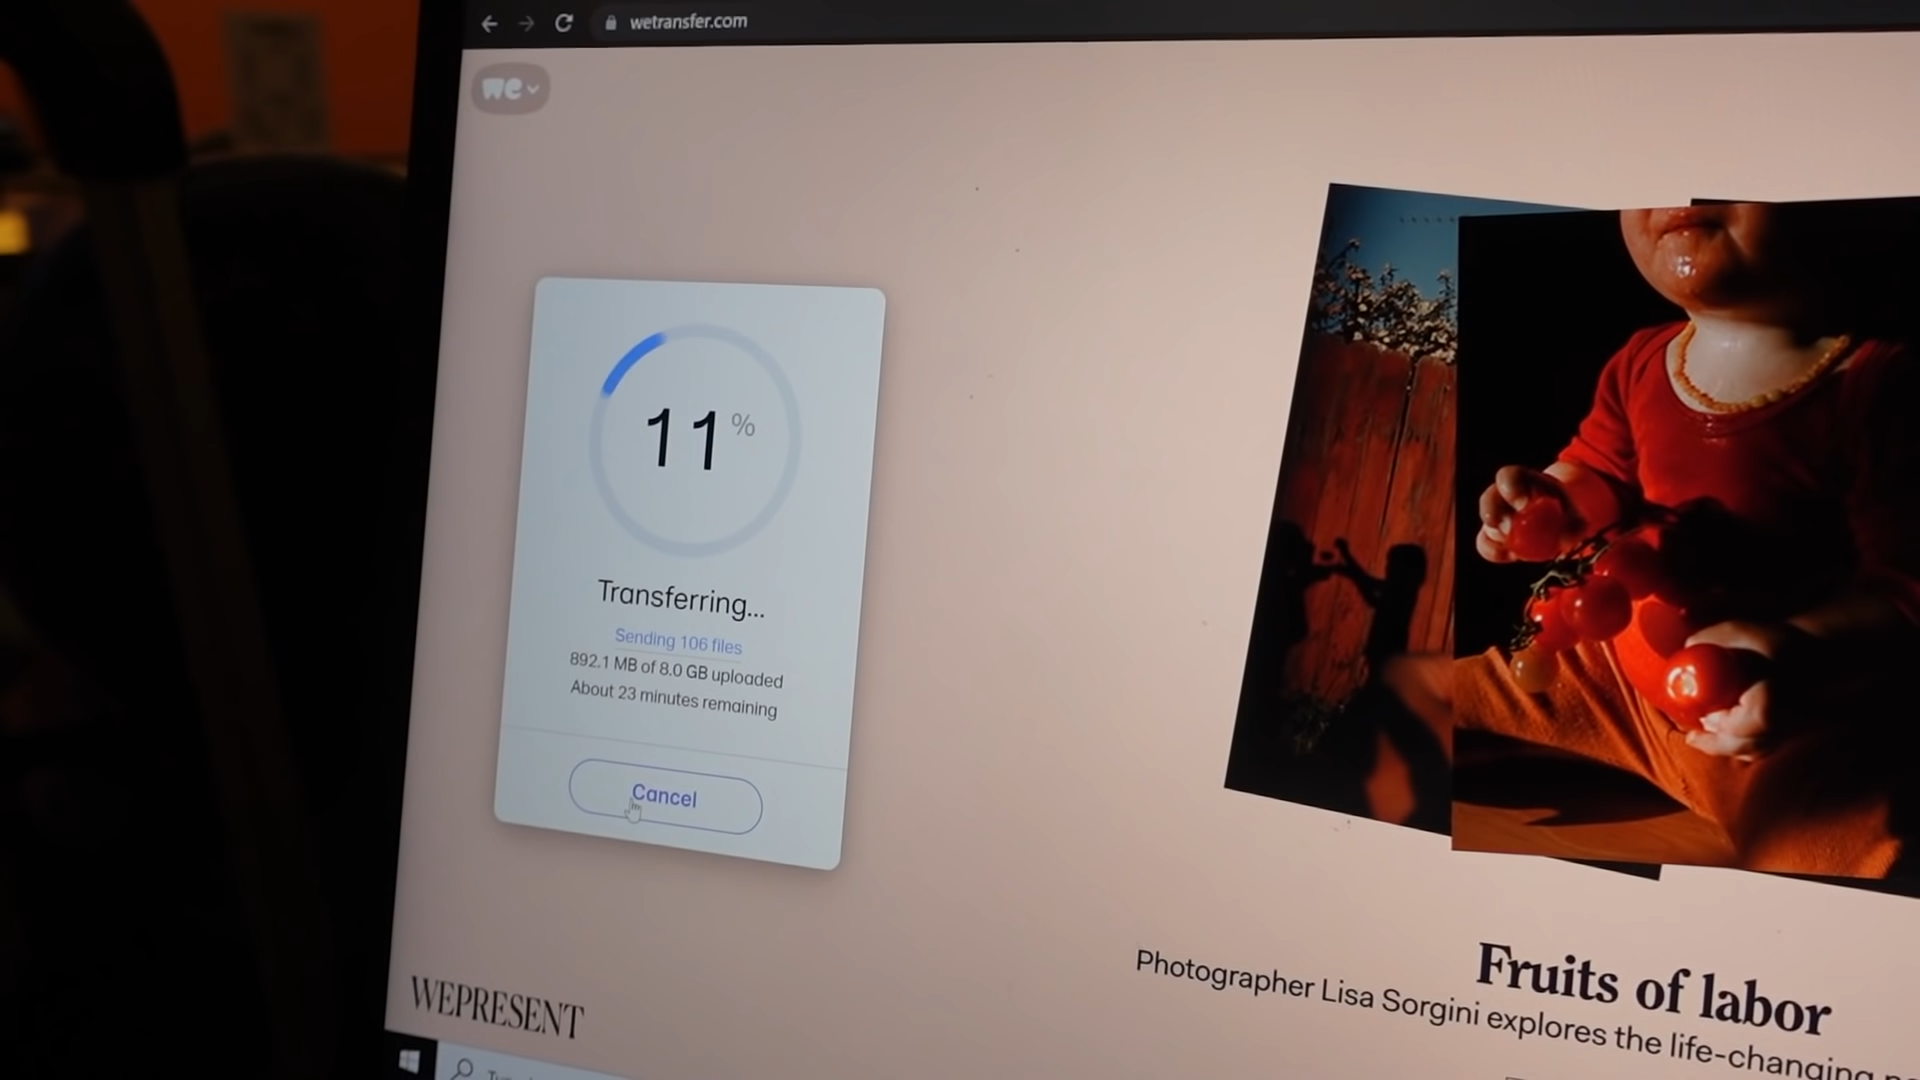 wetransfer.com
we
11 %
Transferring...
Sending 106 files
892.1 MB of 8.0 GB uploaded
About 23 minutes remaining
Cancel
Fruits of labor
Photographer Lisa Sorgini explores the life-changing
WEPRESENT